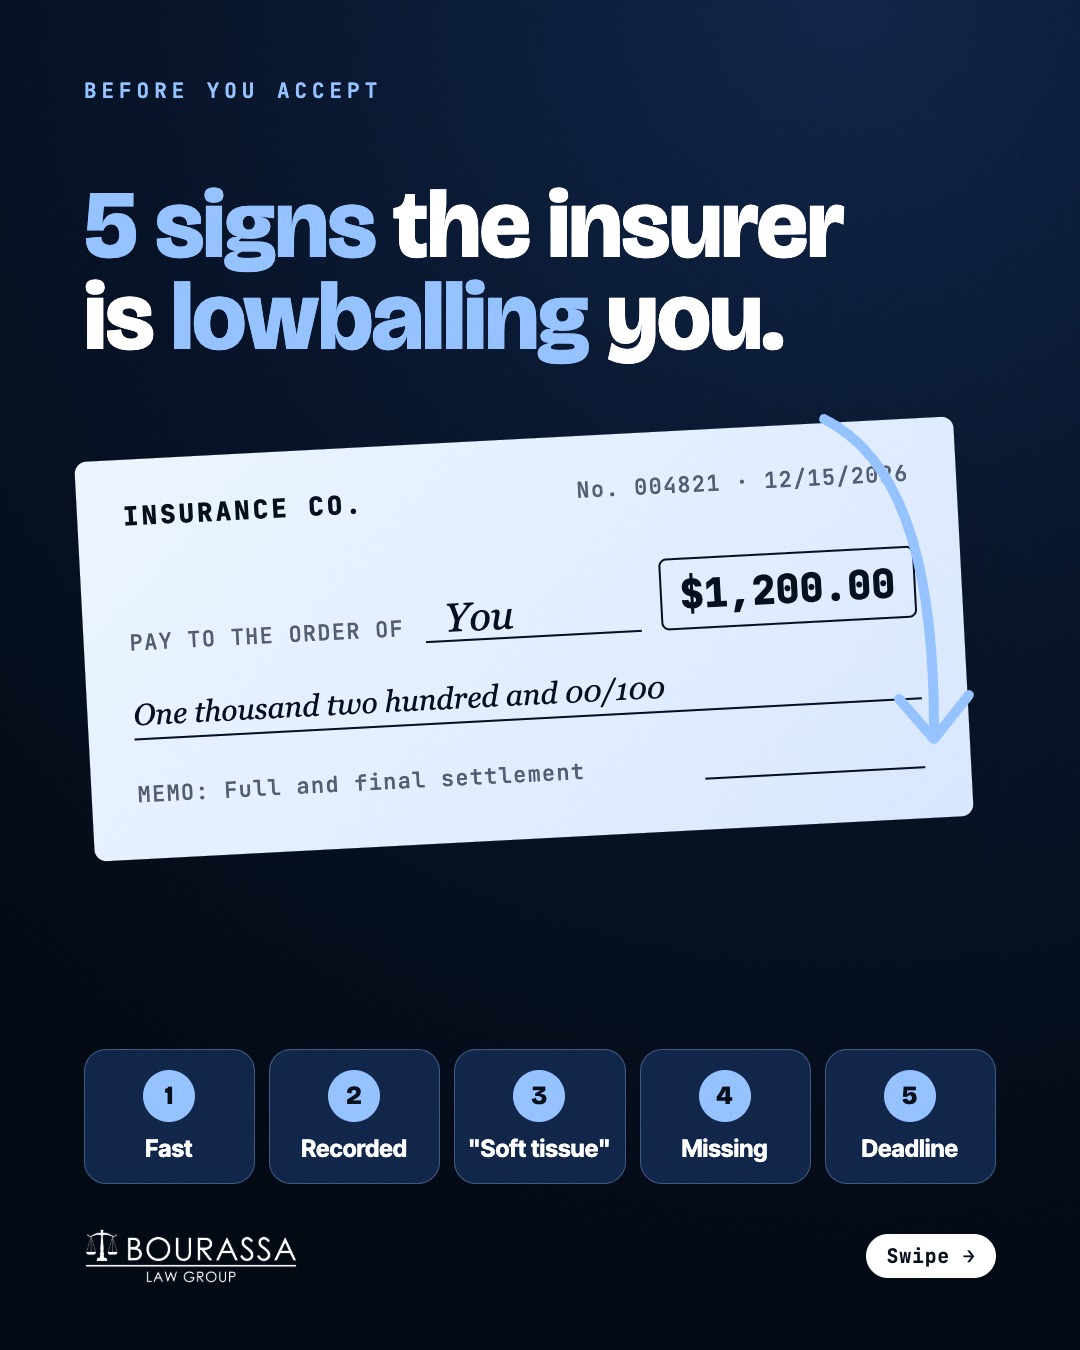 BEFORE YOU ACCEPT
5 signs the insurer
is lowballing you.
INSURANCE CO.
No. 004821 · 12/15/2026
PAY TO THE ORDER OF You
$1,200.00
One thousand two hundred and 00/100
MEMO: Full and final settlement
1
Fast
2
Recorded
3
"Soft tissue"
4
Missing
5
Deadline
BOURASSA
LAW GROUP
Swipe →